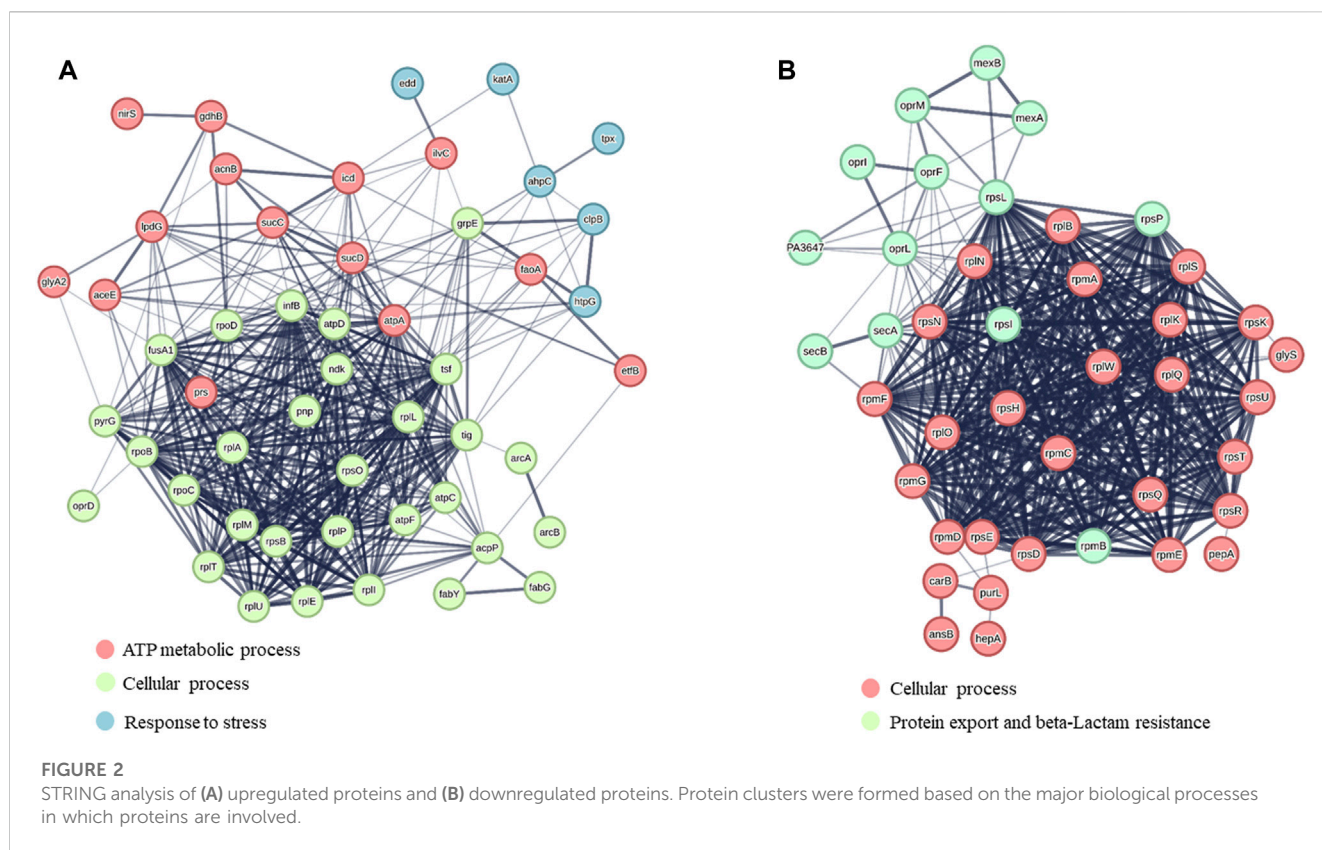 A
edd
katA
nirS
gdhB
tpx
ilvC
acnB
icd
ahpC
lpdG
sucC
grpE
clpB
sucD
faoA
glyA2
aceE
htpG
infB
rpoD
atpD
atpA
fusA1
ndk
tsf
etfB
prs
pnp
rplL
pyrG
tig
rpoB
rplA
arcA
rpsO
rpoC
atpC
oprD
rplM
atpF
rplP
arcB
rpsB
acpP
rplT
fabY
fabG
rplI
rplU
rplE
ATP metabolic process
Cellular process
Response to stress
B
mexB
oprM
mexA
oprI
oprF
rpsL
rpsP
PA3647
oprL
rplB
rplN
rplS
rpmA
secA
rpsN
rpsI
rplK
rpsK
secB
glyS
rplW
rplQ
rpmF
rpsU
rpsH
rplO
rpmC
rpsT
rpmG
rpsQ
rpsR
rpmD
rpsE
rpsD
rpmB
rpmE
pepA
carB
purL
ansB
hepA
Cellular process
Protein export and beta-Lactam resistance
FIGURE 2
STRING analysis of (A) upregulated proteins and (B) downregulated proteins. Protein clusters were formed based on the major biological processes
in which proteins are involved.